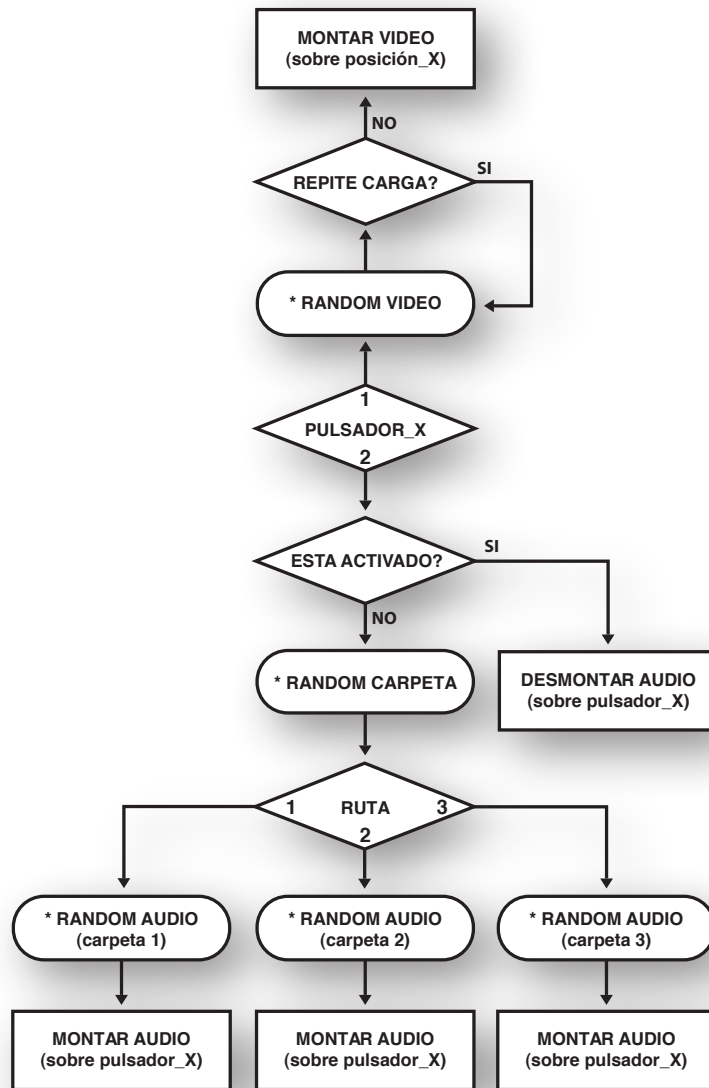 MONTAR VIDEO
(sobre posición_X)
NO
REPITE CARGA?
SI
* RANDOM VIDEO
1
PULSADOR_X
2
ESTA ACTIVADO?
SI
NO
* RANDOM CARPETA
DESMONTAR AUDIO
(sobre pulsador_X)
1 RUTA 3
2
* RANDOM AUDIO
(carpeta 1)
* RANDOM AUDIO
(carpeta 2)
* RANDOM AUDIO
(carpeta 3)
MONTAR AUDIO
(sobre pulsador_X)
MONTAR AUDIO
(sobre pulsador_X)
MONTAR AUDIO
(sobre pulsador_X)